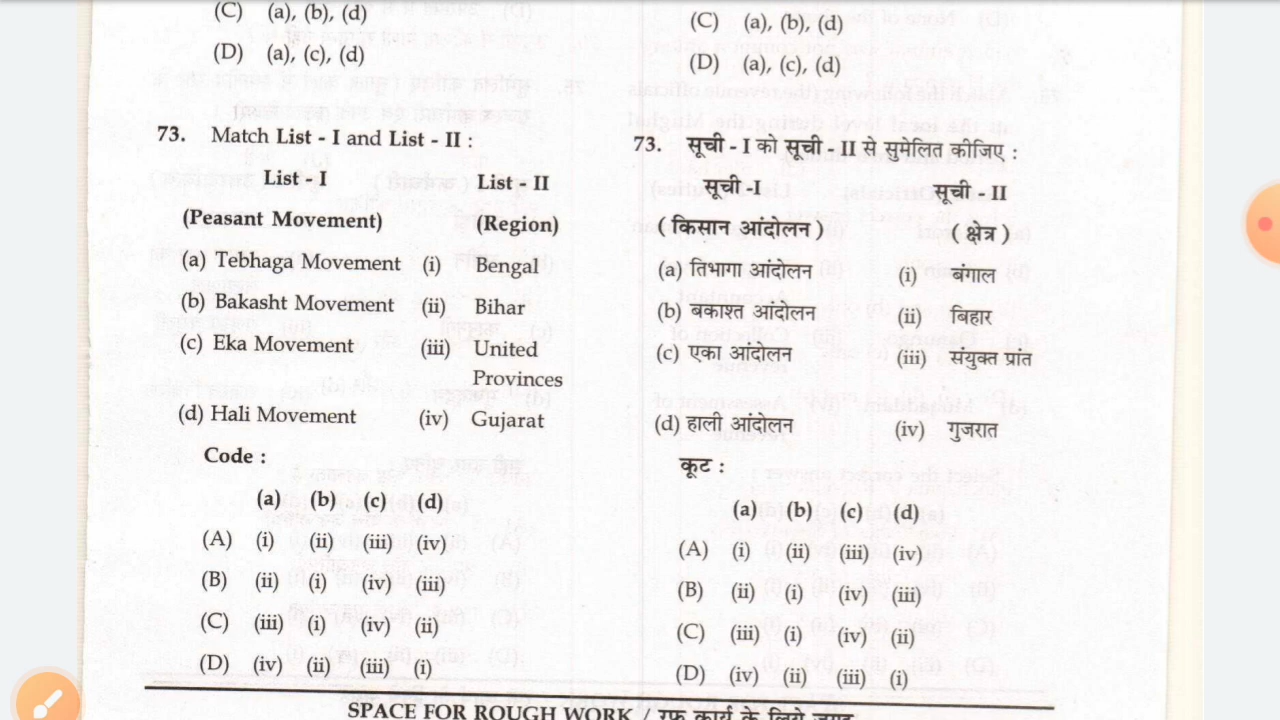 (C) (a), (b), (d)
(D) (a), (c), (d)
73. Match List - I and List - II :
List - I List - II
(Peasant Movement) (Region)
(a) Tebhaga Movement (i) Bengal
(b) Bakasht Movement (ii) Bihar
(c) Eka Movement (iii) United
Provinces
(d) Hali Movement (iv) Gujarat
Code :
(a) (b) (c) (d)
(A) (i) (ii) (iii) (iv)
(B) (ii) (i) (iv) (iii)
(C) (iii) (i) (iv) (ii)
(D) (iv) (ii) (iii) (i)
(C) (a), (b), (d)
(D) (a), (c), (d)
73. सूची - I को सूची - II से सुमेलित कीजिए :
सूची -I सूची - II
( किसान आंदोलन ) ( क्षेत्र )
(a) तिभागा आंदोलन (i) बंगाल
(b) बकाश्त आंदोलन (ii) बिहार
(c) एका आंदोलन (iii) संयुक्त प्रांत
(d) हाली आंदोलन (iv) गुजरात
कूट :
(a) (b) (c) (d)
(A) (i) (ii) (iii) (iv)
(B) (ii) (i) (iv) (iii)
(C) (iii) (i) (iv) (ii)
(D) (iv) (ii) (iii) (i)
SPACE FOR ROUGH WORK / रफ कार्य के लिये जगह